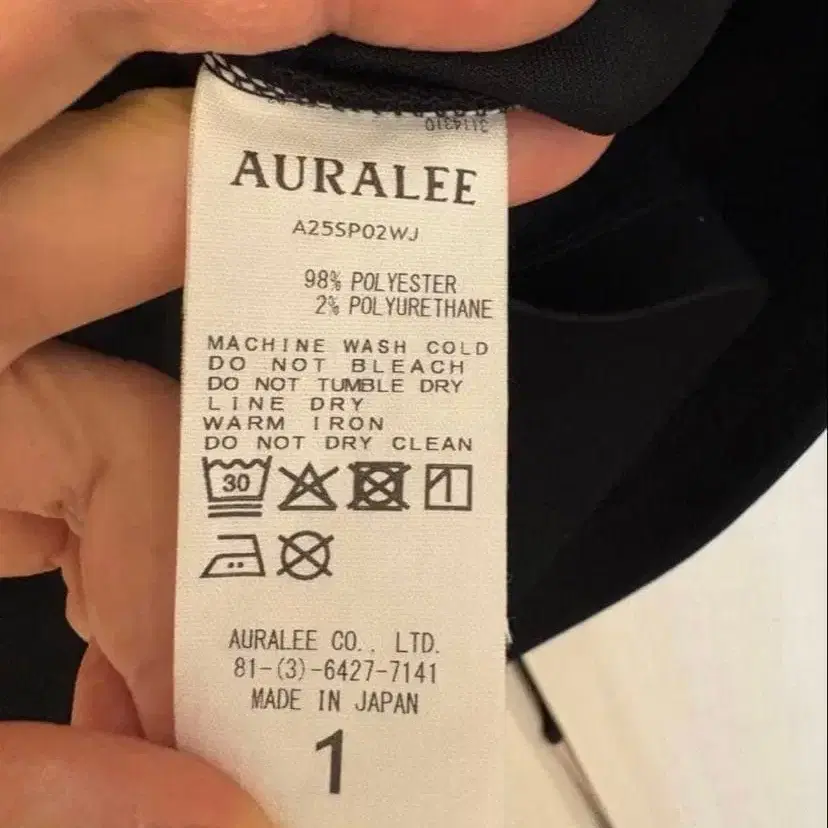 3114310
AURALEE
A25SP02WJ
98% POLYESTER
2% POLYURETHANE
MACHINE WASH COLD
DO NOT BLEACH
DO NOT TUMBLE DRY
LINE DRY
WARM IRON
DO NOT DRY CLEAN
30
AURALEE CO., LTD.
81-(3)-6427-7141
MADE IN JAPAN
1